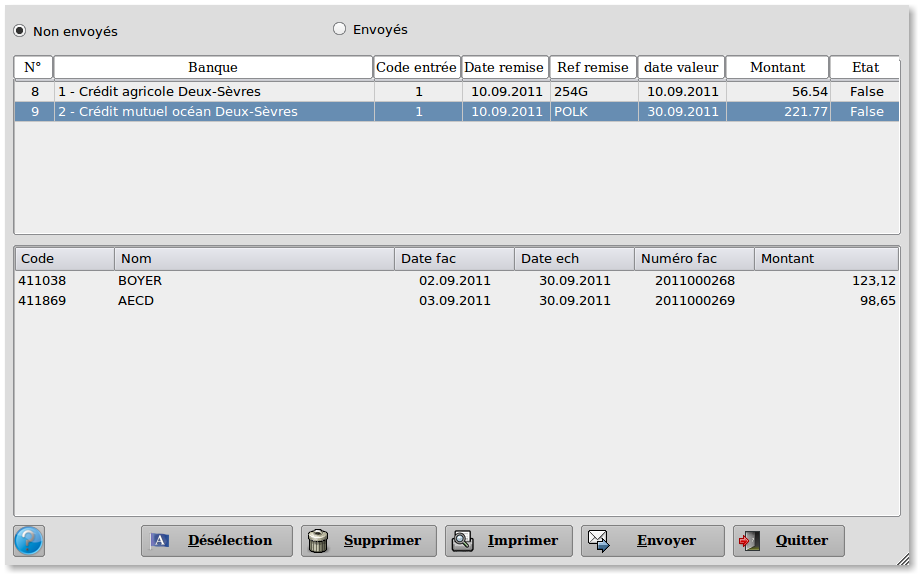 Non envoyés Envoyés
N° Banque Code entrée Date remise Ref remise date valeur Montant Etat
8 1 - Crédit agricole Deux-Sèvres 1 10.09.2011 254G 10.09.2011 56.54 False
9 2 - Crédit mutuel océan Deux-Sèvres 1 10.09.2011 POLK 30.09.2011 221.77 False
Code Nom Date fac Date ech Numéro fac Montant
411038 BOYER 02.09.2011 30.09.2011 2011000268 123,12
411869 AECD 03.09.2011 30.09.2011 2011000269 98,65
? A Désélection Supprimer Imprimer Envoyer Quitter